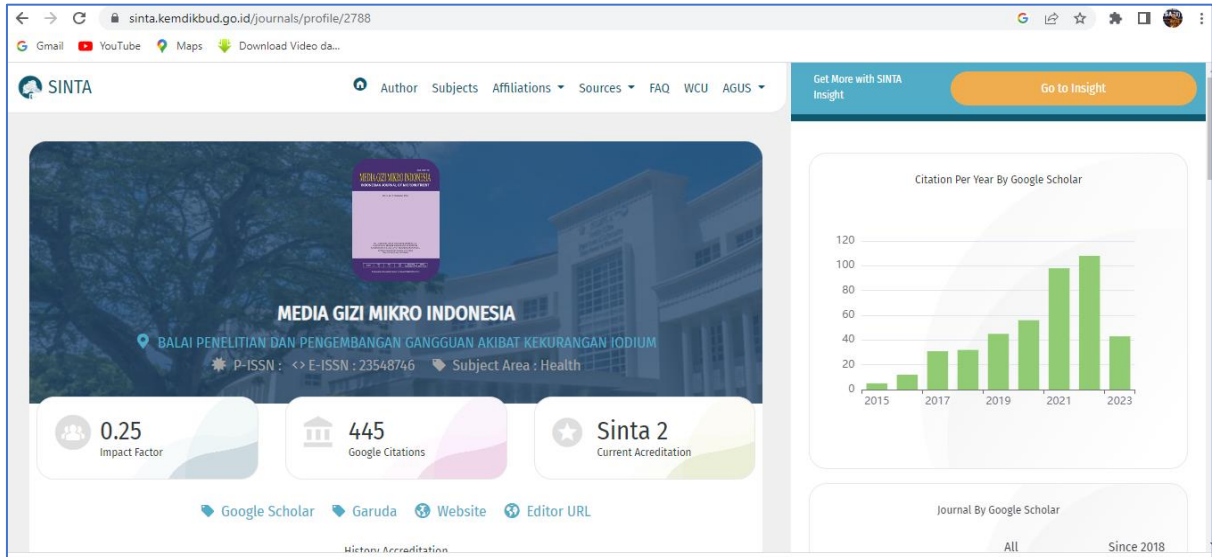 sinta.kemdikbud.go.id/journals/profile/2788
Gmail YouTube Maps Download Video da...
SINTA
Author Subjects Affiliations Sources FAQ WCU AGUS
Get More with SINTA
Insight
Go to Insight
MEDIA GIZI MIKRO INDONESIA
MEDIA GIZI MIKRO INDONESIA
BALAI PENELITIAN DAN PENGEMBANGAN GANGGUAN AKIBAT KEKURANGAN IODIUM
P-ISSN : <> E-ISSN : 23548746 Subject Area : Health
0.25
Impact Factor
445
Google Citations
Sinta 2
Current Acreditation
Google Scholar Garuda Website Editor URL
History Accreditation
Citation Per Year By Google Scholar
120
100
80
60
40
20
0
2015 2017 2019 2021 2023
Journal By Google Scholar
All Since 2018